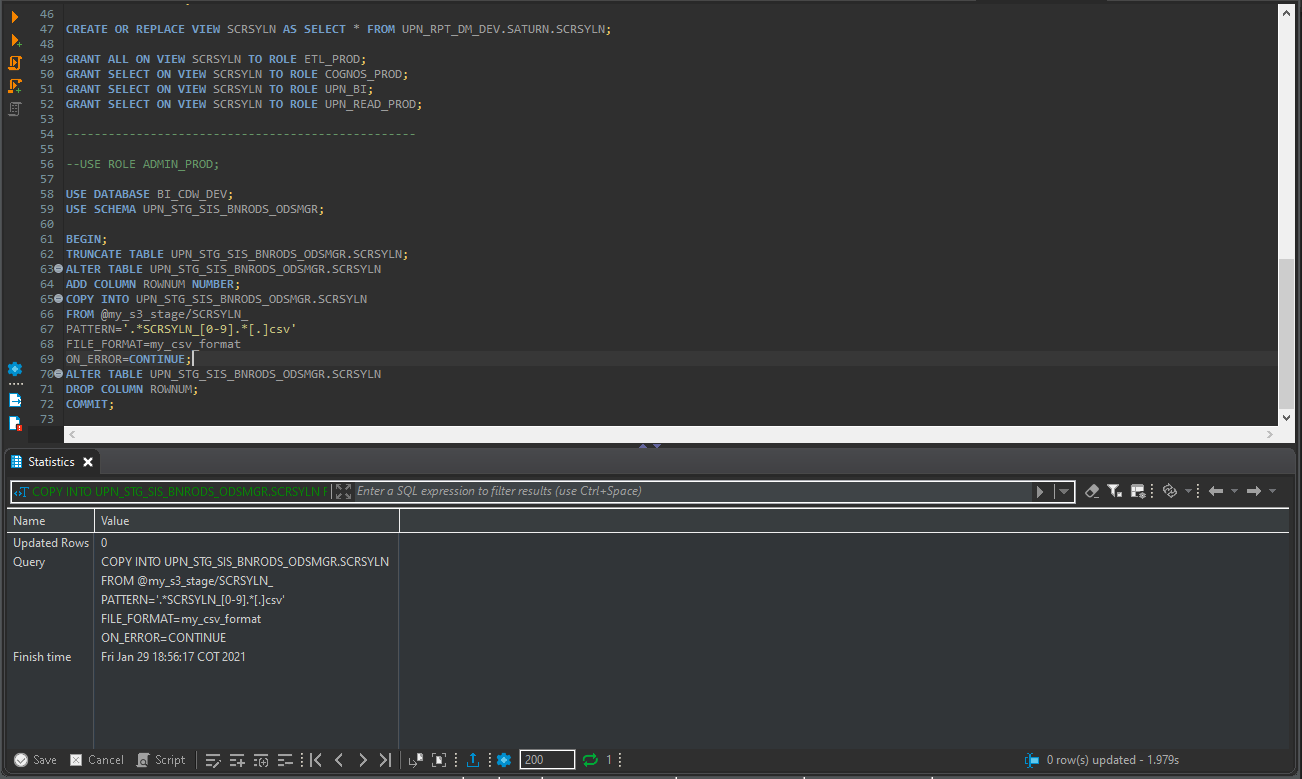 46
47 CREATE OR REPLACE VIEW SCRSYLN AS SELECT * FROM UPN_RPT_DM_DEV.SATURN.SCRSYLN;
48
49 GRANT ALL ON VIEW SCRSYLN TO ROLE ETL_PROD;
50 GRANT SELECT ON VIEW SCRSYLN TO ROLE COGNOS_PROD;
51 GRANT SELECT ON VIEW SCRSYLN TO ROLE UPN_BI;
52 GRANT SELECT ON VIEW SCRSYLN TO ROLE UPN_READ_PROD;
53
54 --------------------------------------------------
55
56 --USE ROLE ADMIN_PROD;
57
58 USE DATABASE BI_CDW_DEV;
59 USE SCHEMA UPN_STG_SIS_BNRODS_ODSMGR;
60
61 BEGIN;
62 TRUNCATE TABLE UPN_STG_SIS_BNRODS_ODSMGR.SCRSYLN;
63 ALTER TABLE UPN_STG_SIS_BNRODS_ODSMGR.SCRSYLN
64 ADD COLUMN ROWNUM NUMBER;
65 COPY INTO UPN_STG_SIS_BNRODS_ODSMGR.SCRSYLN
66 FROM @my_s3_stage/SCRSYLN_
67 PATTERN='.*SCRSYLN_[0-9].*[.]csv'
68 FILE_FORMAT=my_csv_format
69 ON_ERROR=CONTINUE;
70 ALTER TABLE UPN_STG_SIS_BNRODS_ODSMGR.SCRSYLN
71 DROP COLUMN ROWNUM;
72 COMMIT;
73
Statistics
COPY INTO UPN_STG_SIS_BNRODS_ODSMGR.SCRSYLN F Enter a SQL expression to filter results (use Ctrl+Space)
Name Value
Updated Rows 0
Query COPY INTO UPN_STG_SIS_BNRODS_ODSMGR.SCRSYLN
FROM @my_s3_stage/SCRSYLN_
PATTERN='.*SCRSYLN_[0-9].*[.]csv'
FILE_FORMAT=my_csv_format
ON_ERROR=CONTINUE
Finish time Fri Jan 29 18:56:17 COT 2021
Save Cancel Script 200 1 0 row(s) updated - 1.979s